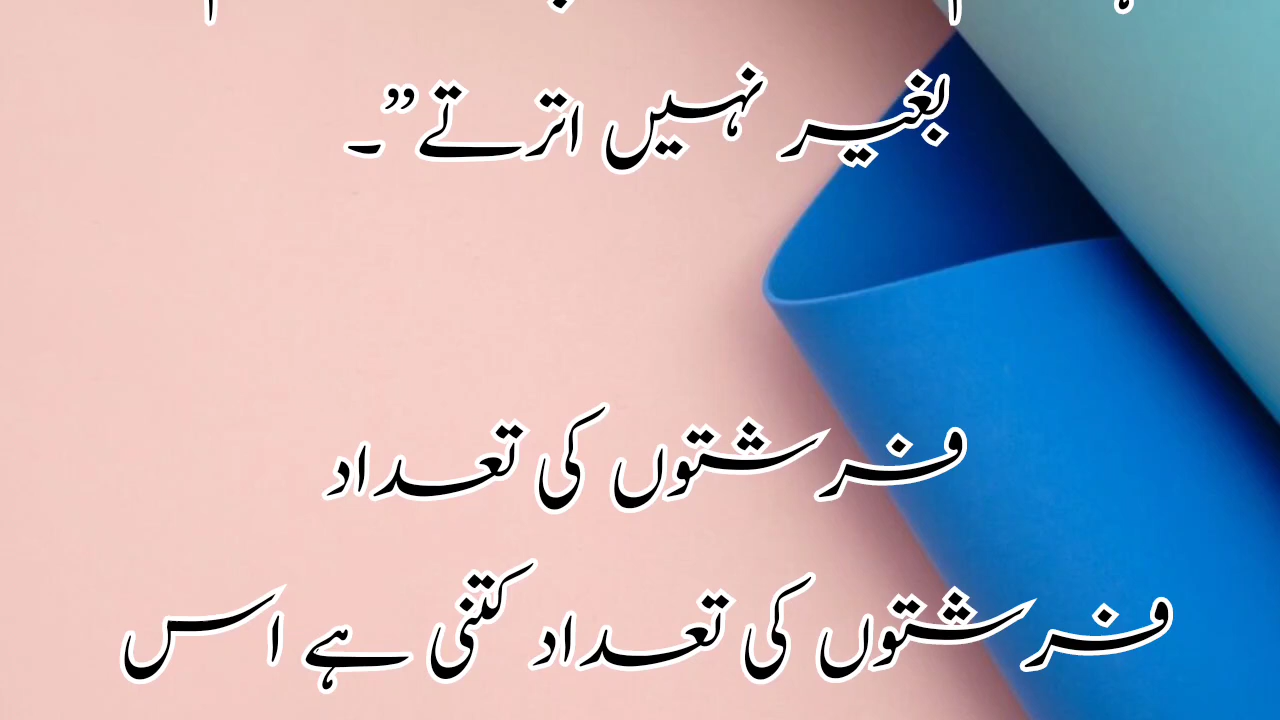 بغیر نہیں اترتے”۔
فرشتوں کی تعداد
فرشتوں کی تعداد کتنی ہے اس